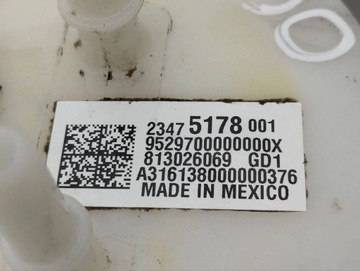 2347 5178 001
9529700000000X
813026069 GD1
A316138000000376
MADE IN MEXICO